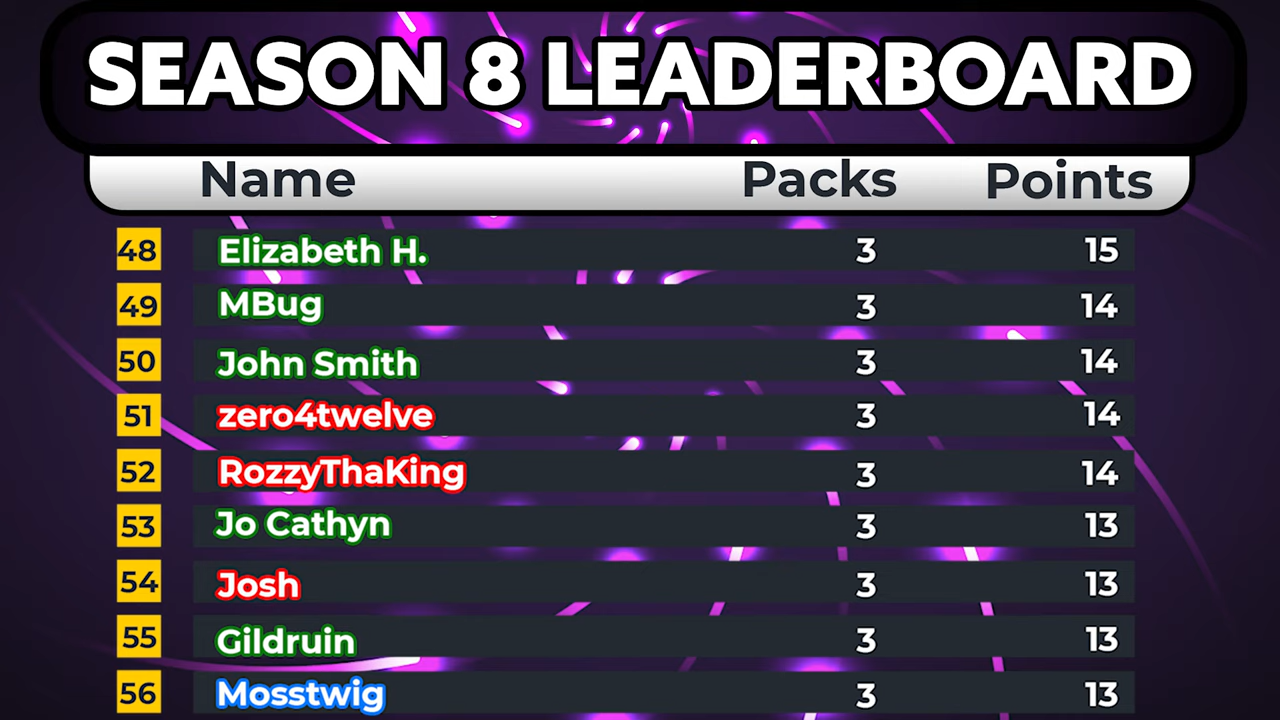 SEASON 8 LEADERBOARD
Name Packs Points
48 Elizabeth H. 3 15
49 MBug 3 14
50 John Smith 3 14
51 zero4twelve 3 14
52 RozzyThaKing 3 14
53 Jo Cathyn 3 13
54 Josh 3 13
55 Gildruin 3 13
56 Mosstwig 3 13